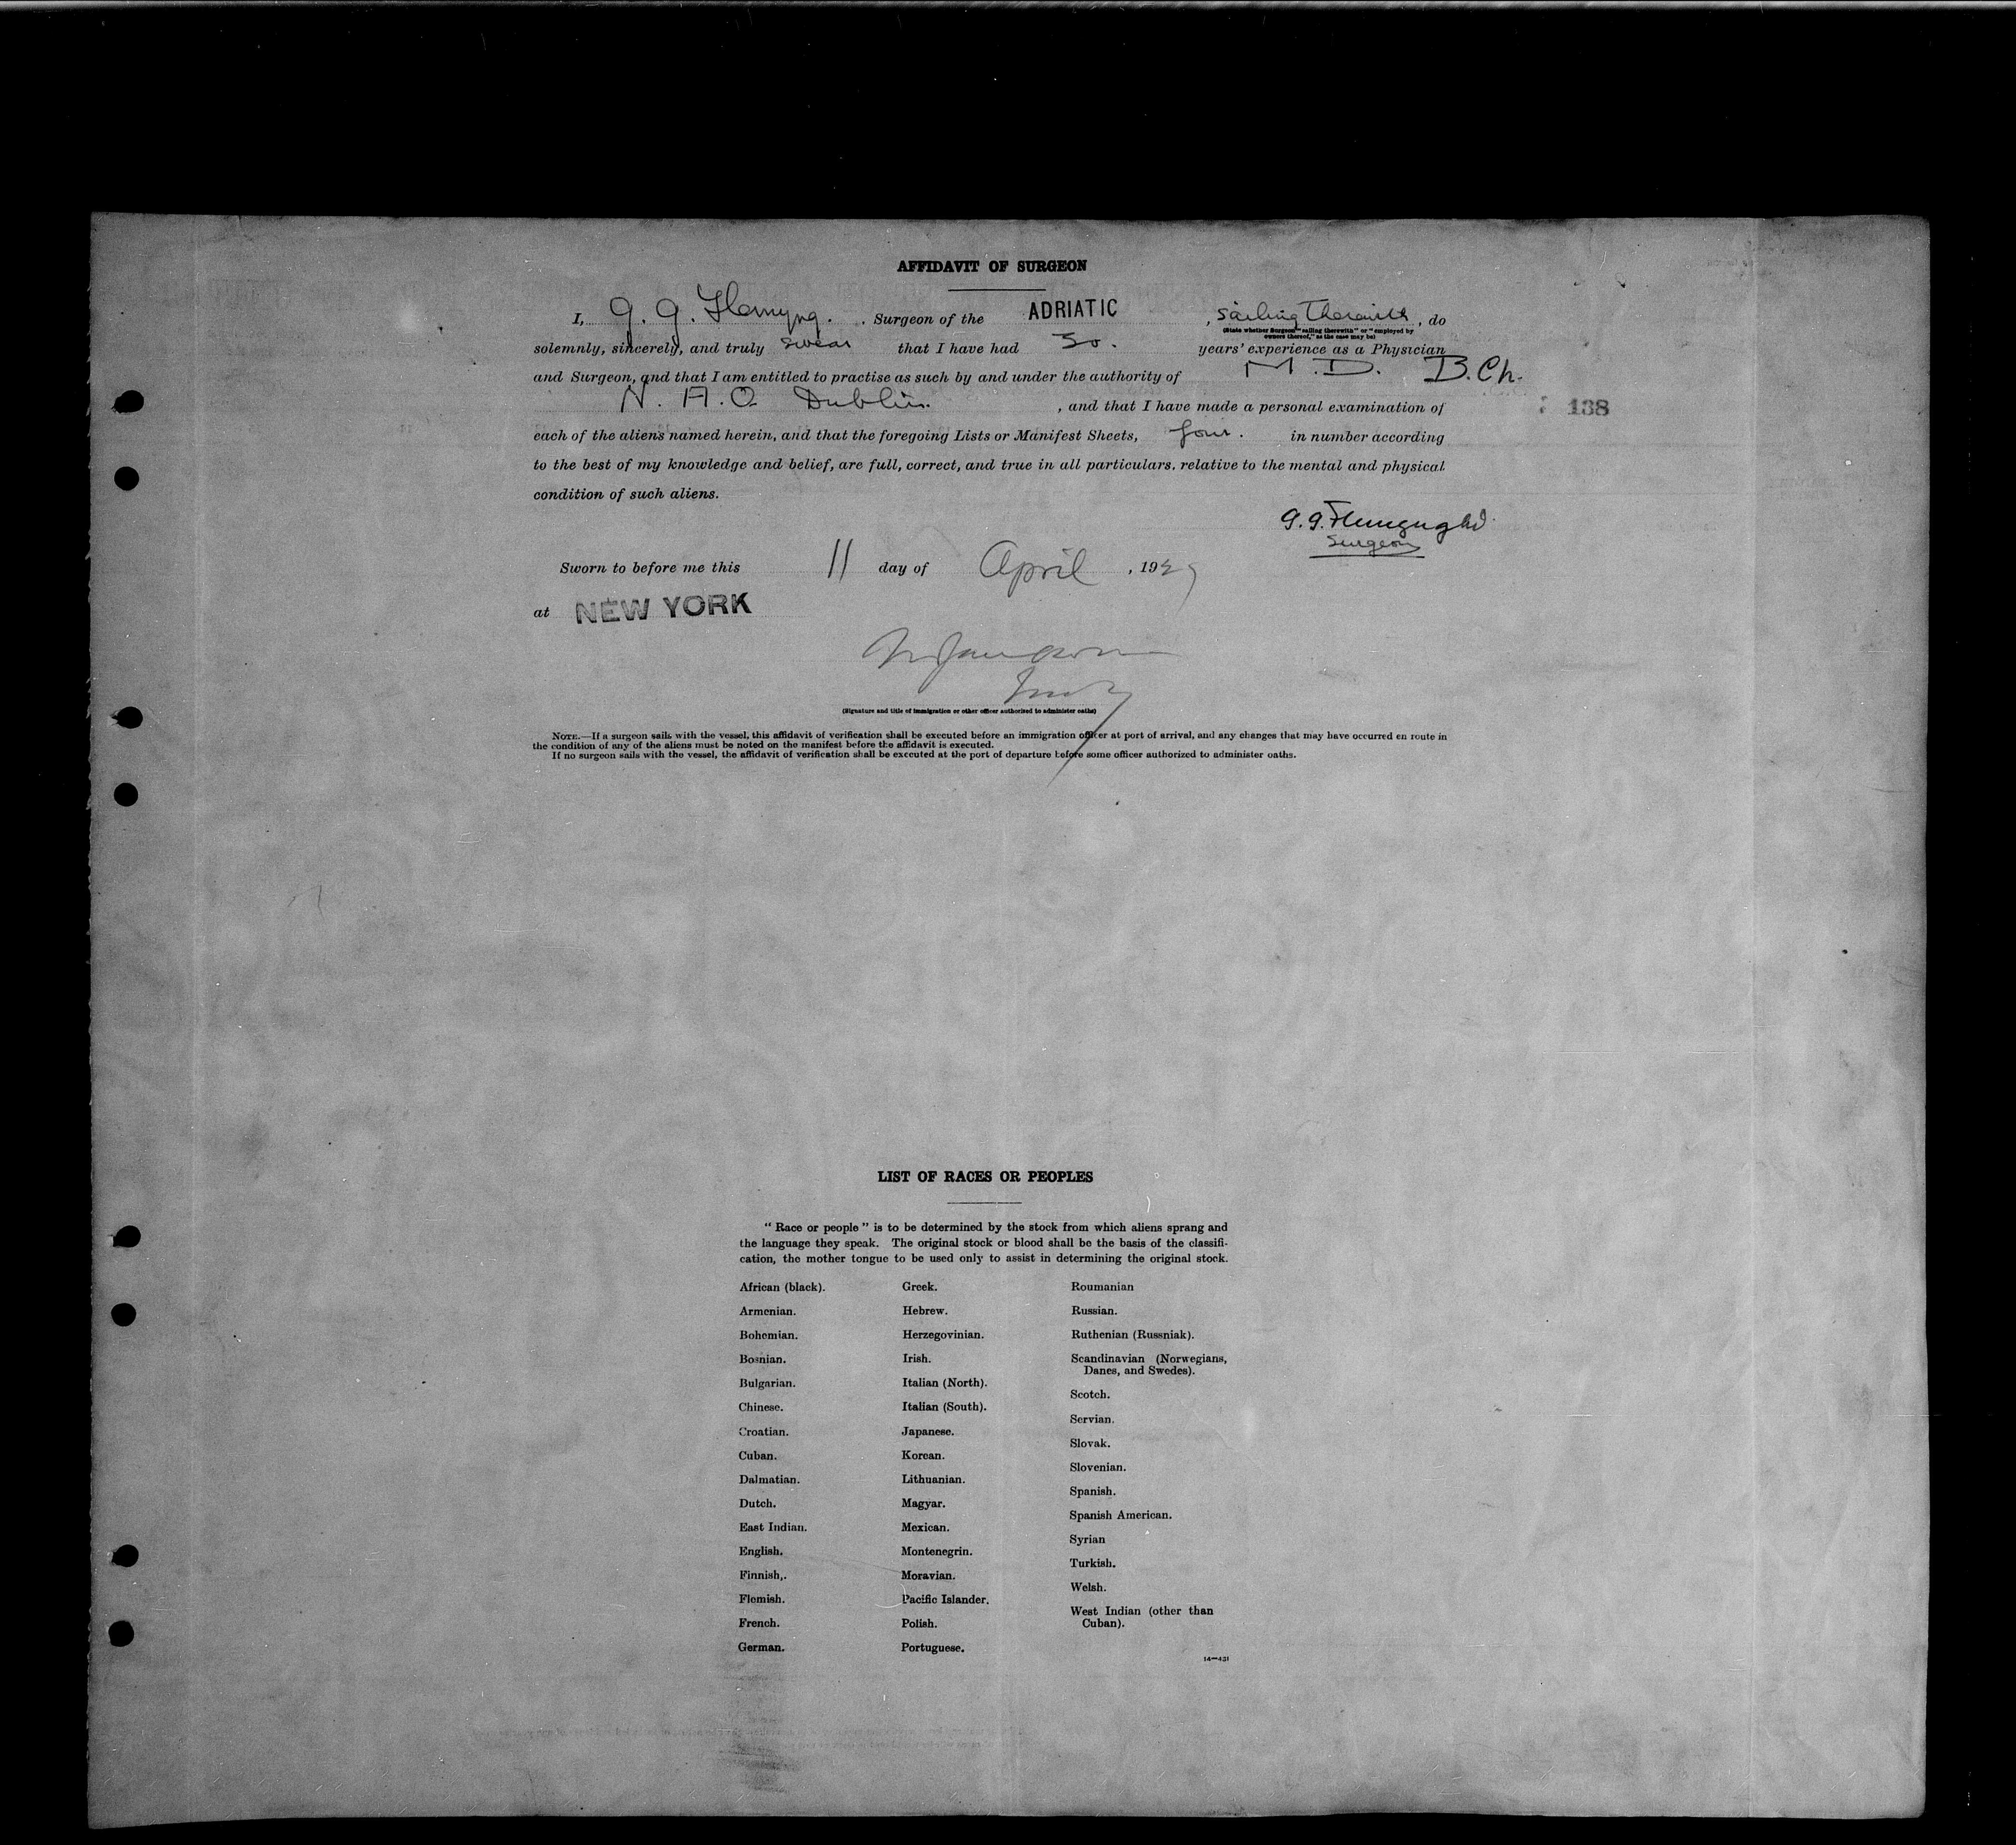 AFFIDAVIT OF SURGEON
I, G. G. Flemyng. , Surgeon of the ADRIATIC , Sailing Therewith , do
(State whether Surgeon "sailing therewith" or "employed by
owners thereof," as the case may be)
solemnly, sincerely, and truly swear that I have had 30. years' experience as a Physician
and Surgeon, and that I am entitled to practise as such by and under the authority of M.D. B.Ch.
Dublin. , and that I have made a personal examination of
138
each of the aliens named herein, and that the foregoing Lists or Manifest Sheets, four. in number according
to the best of my knowledge and belief, are full, correct, and true in all particulars, relative to the mental and physical
condition of such aliens.
G. G. Flemyng
Surgeon
Sworn to before me this 11 day of April , 1929
at NEW YORK
(Signature and title of immigration or other officer authorized to administer oaths)
NOTE.—If a surgeon sails with the vessel, this affidavit of verification shall be executed before an immigration officer at port of arrival, and any changes that may have occurred en route in
the condition of any of the aliens must be noted on the manifest before the affidavit is executed.
If no surgeon sails with the vessel, the affidavit of verification shall be executed at the port of departure before some officer authorized to administer oaths.
LIST OF RACES OR PEOPLES
" Race or people " is to be determined by the stock from which aliens sprang and
the language they speak. The original stock or blood shall be the basis of the classifi-
cation, the mother tongue to be used only to assist in determining the original stock.
African (black).
Armenian.
Bohemian.
Bosnian.
Bulgarian.
Chinese.
Croatian.
Cuban.
Dalmatian.
Dutch.
East Indian.
English.
Finnish,.
Flemish.
French.
German.
Greek.
Hebrew.
Herzegovinian.
Irish.
Italian (North).
Italian (South).
Japanese.
Korean.
Lithuanian.
Magyar.
Mexican.
Montenegrin.
Moravian.
Pacific Islander.
Polish.
Portuguese.
Roumanian
Russian.
Ruthenian (Russniak).
Scandinavian (Norwegians,
Danes, and Swedes).
Scotch.
Servian.
Slovak.
Slovenian.
Spanish.
Spanish American.
Syrian
Turkish.
Welsh.
West Indian (other than
Cuban).
14—431